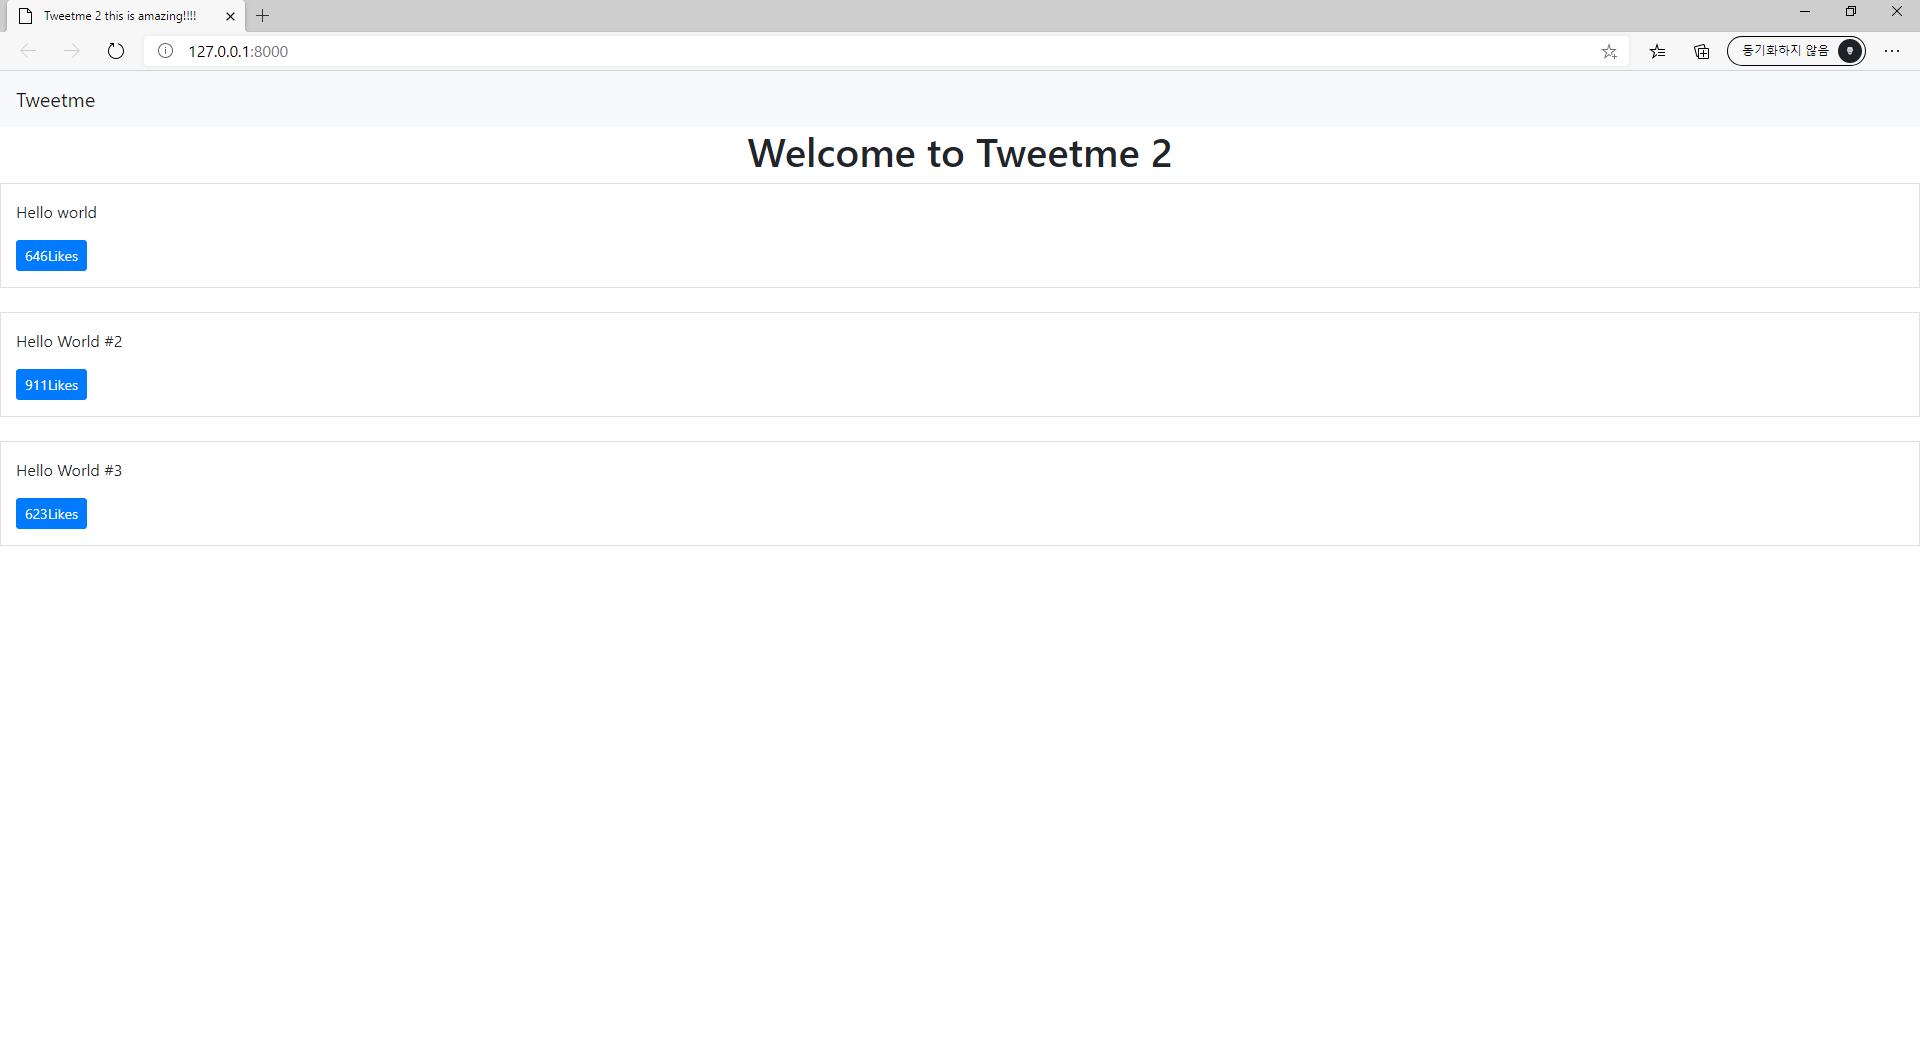 Tweetme 2 this is amazing!!!!
127.0.0.1:8000
동기화하지 않음
Tweetme
Welcome to Tweetme 2
Hello world
646Likes
Hello World #2
911Likes
Hello World #3
623Likes